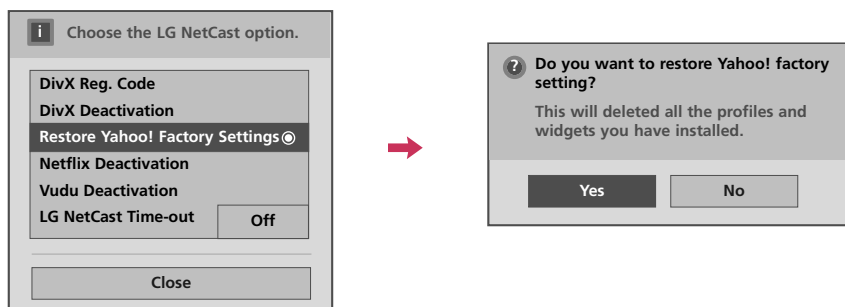 i Choose the LG NetCast option.
DivX Reg. Code
DivX Deactivation
Restore Yahoo! Factory Settings
Netflix Deactivation
Vudu Deactivation
LG NetCast Time-out Off
Close
? Do you want to restore Yahoo! factory
setting?
This will deleted all the profiles and
widgets you have installed.
Yes No